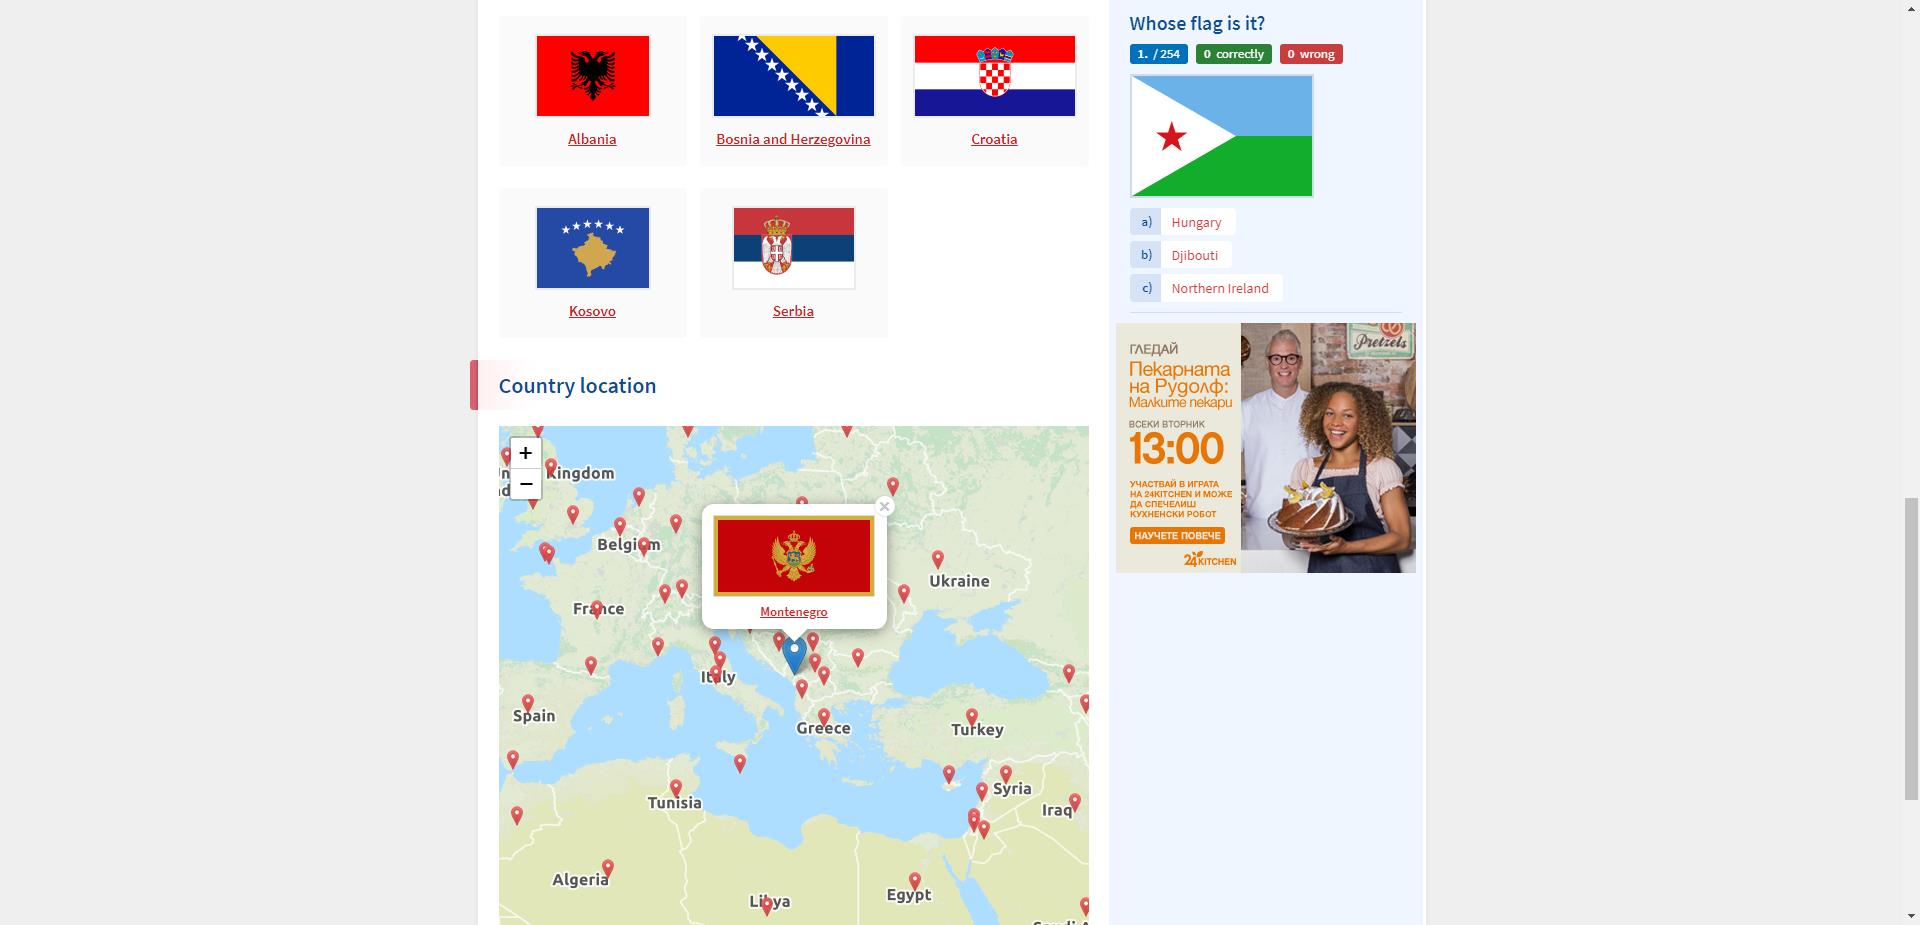 Albania
Bosnia and Herzegovina
Croatia
Kosovo
Serbia
Country location
+
−
Kingdom
Belgium
France
Ukraine
×
Montenegro
Italy
Spain
Greece
Turkey
Tunisia
Syria
Iraq
Algeria
Libya
Egypt
Whose flag is it?
1. / 254 0 correctly 0 wrong
a) Hungary
b) Djibouti
c) Northern Ireland
Pretzels
ГЛЕДАЙ
Пекарната
на Рудолф:
Малките пекари
ВСЕКИ ВТОРНИК
13:00
УЧАСТВАЙ В ИГРАТА
НА 24KITCHEN И МОЖЕ
ДА СПЕЧЕЛИШ
КУХНЕНСКИ РОБОТ
НАУЧЕТЕ ПОВЕЧЕ
24KITCHEN